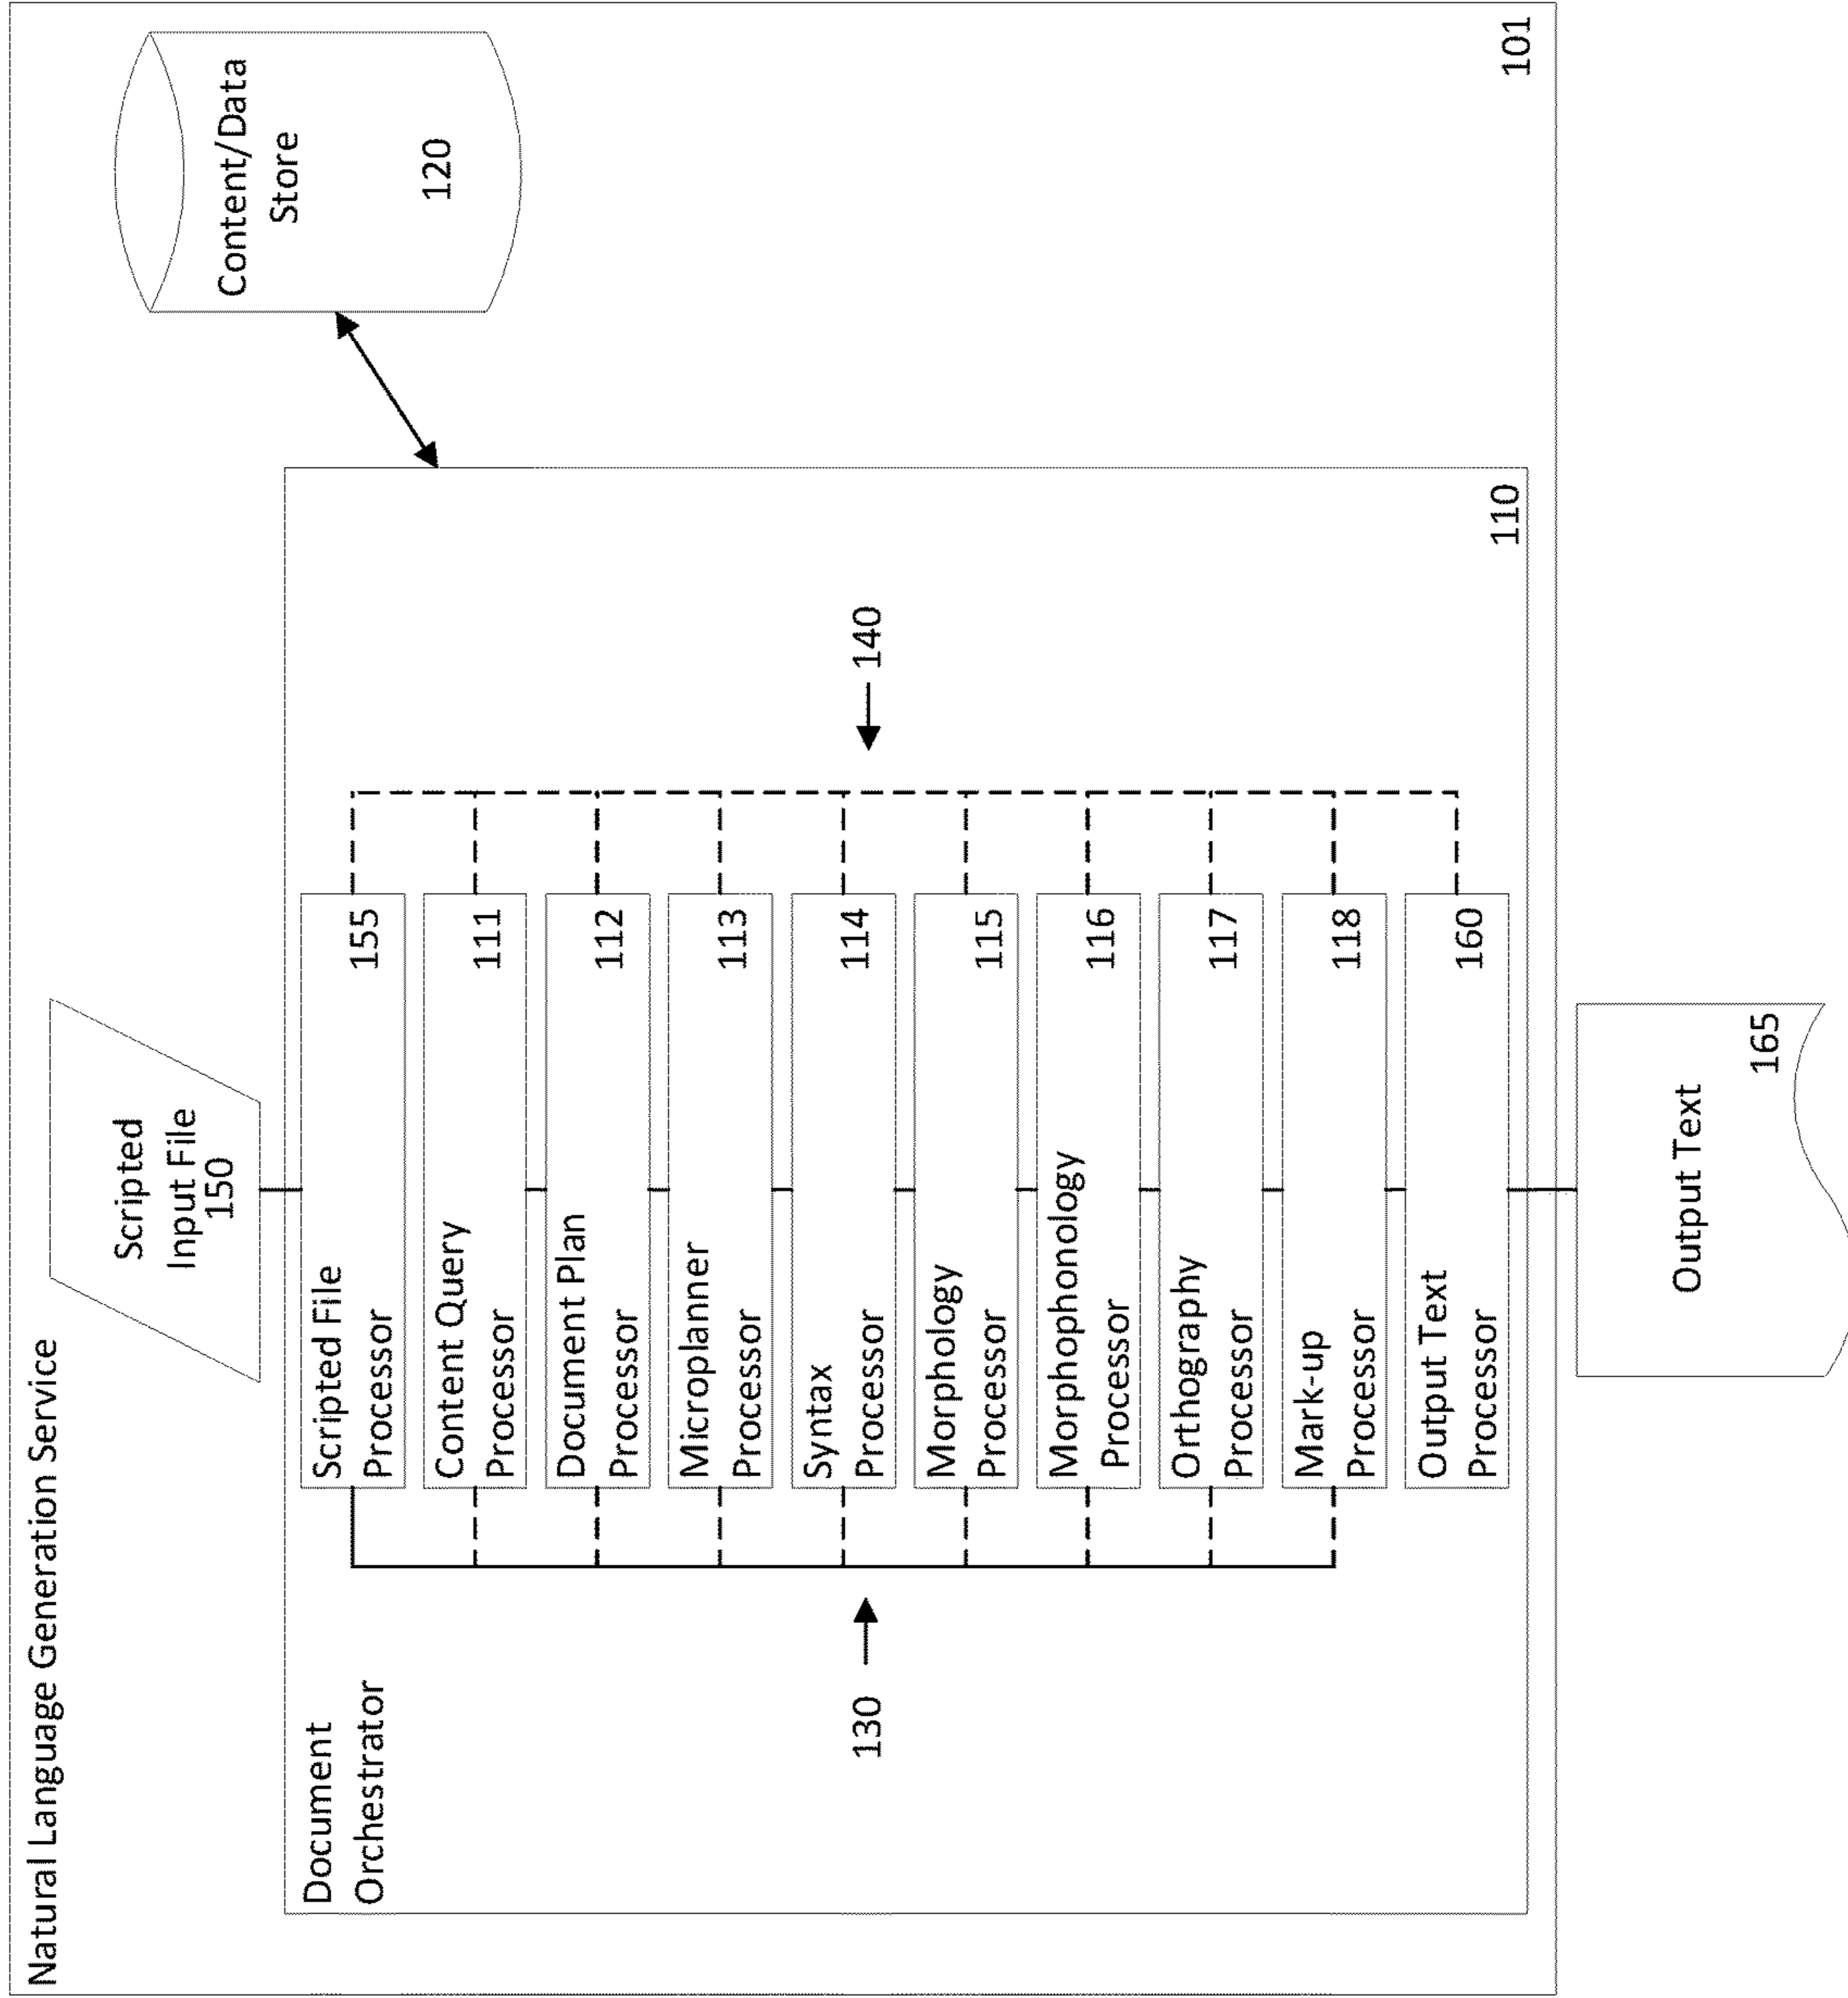 Natural Language Generation Service
Scripted
Input File
150
Content/Data
Store
120
Document
Orchestrator
Scripted File
Processor
155
Content Query
Processor
111
Document Plan
Processor
112
Microplanner
Processor
113
Syntax
Processor
114
Morphology
Processor
115
Morphophonology
Processor
116
Orthography
Processor
117
Mark-up
Processor
118
Output Text
Processor
160
130
140
110
101
Output Text
165